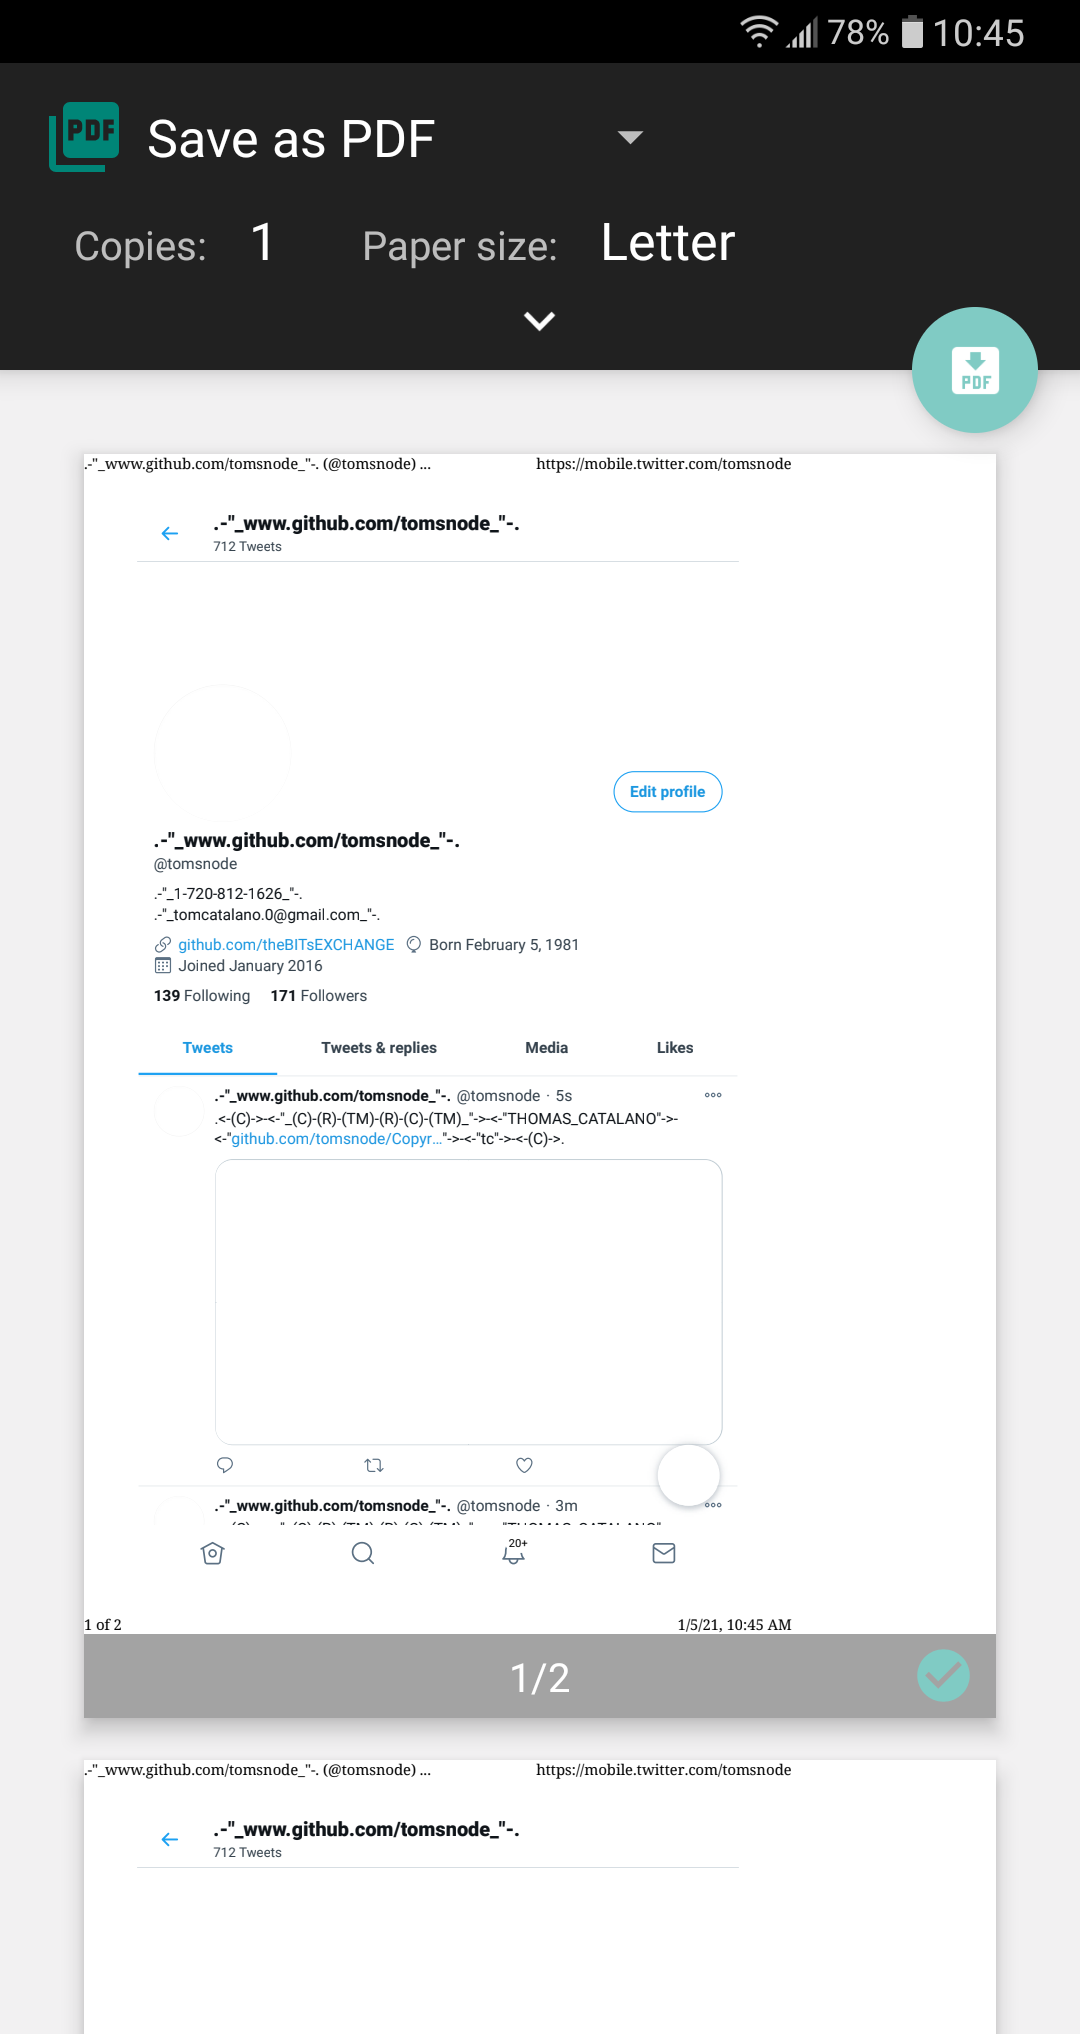 78% 10:45
PDF Save as PDF
Copies: 1 Paper size: Letter
PDF
.-"_www.github.com/tomsnode_"-. (@tomsnode) ... https://mobile.twitter.com/tomsnode
.-"_www.github.com/tomsnode_"-.
712 Tweets
Edit profile
.-"_www.github.com/tomsnode_"-.
@tomsnode
.-"_1-720-812-1626_"-.
.-"_tomcatalano.0@gmail.com_"-.
github.com/theBITsEXCHANGE Born February 5, 1981
Joined January 2016
139 Following 171 Followers
Tweets Tweets & replies Media Likes
.-"_www.github.com/tomsnode_"-. @tomsnode · 5s
.<-(C)->-<-"_(C)-(R)-(TM)-(R)-(C)-(TM)_"->-<-"THOMAS_CATALANO"->-
<-"github.com/tomsnode/Copyr…"->-<-"tc"->-<-(C)->.
.-"_www.github.com/tomsnode_"-. @tomsnode · 3m
20+
1 of 2 1/5/21, 10:45 AM
1/2
.-"_www.github.com/tomsnode_"-. (@tomsnode) ... https://mobile.twitter.com/tomsnode
.-"_www.github.com/tomsnode_"-.
712 Tweets